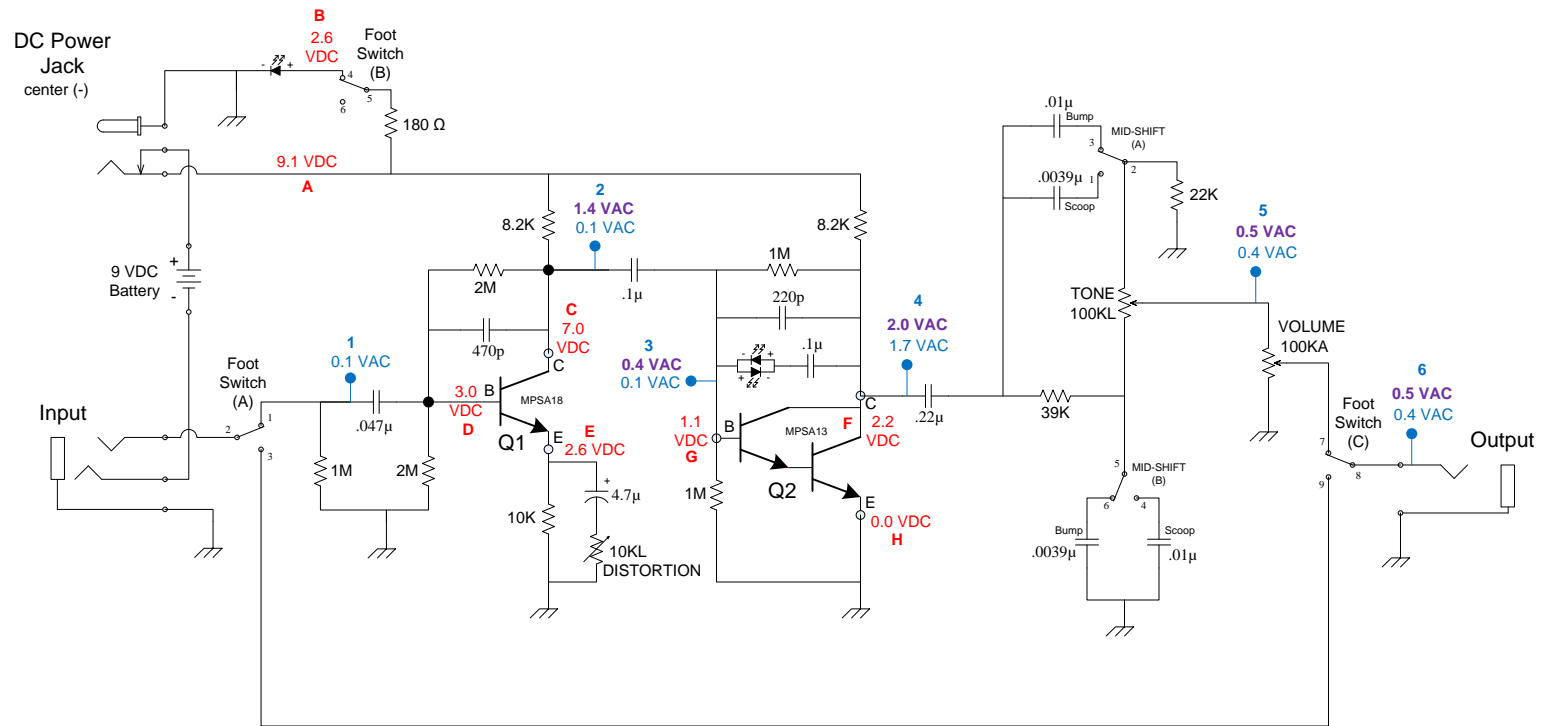 DC Power
Jack
center (-)
B
2.6
VDC
Foot
Switch
(B)
-
+
4
5
6
180 Ω
9.1 VDC
A
+
-
9 VDC
Battery
Input
Foot
Switch
(A)
1
2
3
1
0.1 VAC
.047µ
1M
2M
2M
470p
8.2K
2
1.4 VAC
0.1 VAC
C
7.0
VDC
C
B
MPSA18
3.0
VDC
D
Q1
E
E
2.6 VDC
+
4.7µ
10K
10KL
DISTORTION
.1µ
3
0.4 VAC
0.1 VAC
8.2K
1M
220p
- +
+ -
.1µ
1.1
VDC
G
B
MPSA13
C
F
2.2
VDC
Q2
1M
E
0.0 VDC
H
4
2.0 VAC
1.7 VAC
.22µ
39K
.01µ
Bump
3
MID-SHIFT
(A)
2
.0039µ
1
Scoop
22K
TONE
100KL
5
0.5 VAC
0.4 VAC
VOLUME
100KA
5
MID-SHIFT
(B)
6
4
Bump
.0039µ
Scoop
.01µ
Foot
Switch
(C)
7
8
9
6
0.5 VAC
0.4 VAC
Output